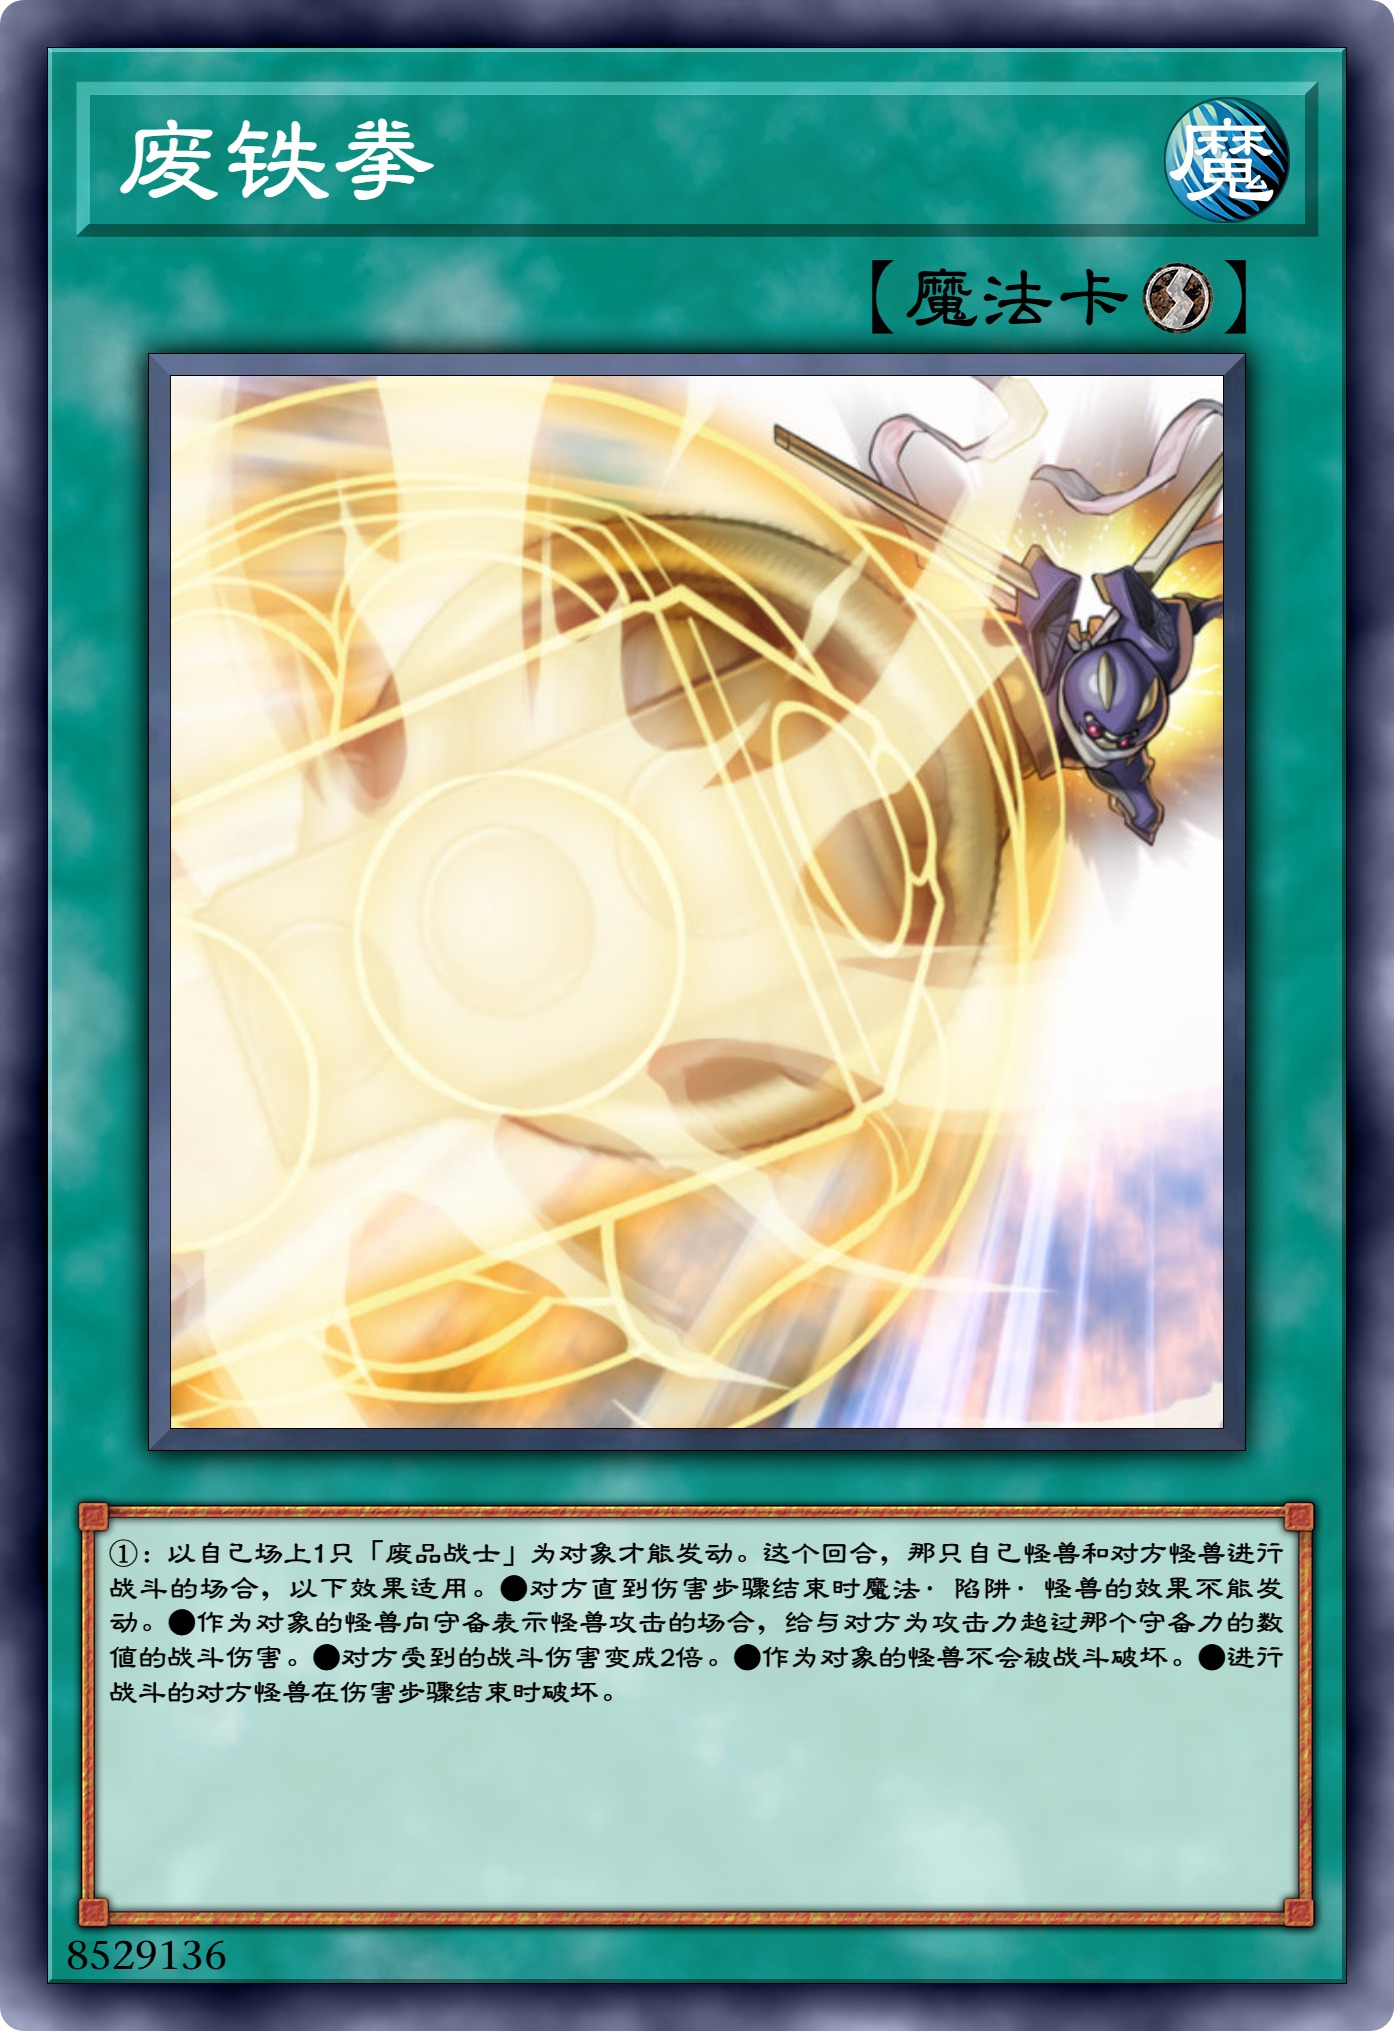 废铁拳
魔
【魔法卡】
①：以自己场上1只「废品战士」为对象才能发动。这个回合，那只自己怪兽和对方怪兽进行
战斗的场合，以下效果适用。●对方直到伤害步骤结束时魔法·陷阱·怪兽的效果不能发
动。●作为对象的怪兽向守备表示怪兽攻击的场合，给与对方为攻击力超过那个守备力的数
值的战斗伤害。●对方受到的战斗伤害变成2倍。●作为对象的怪兽不会被战斗破坏。●进行
战斗的对方怪兽在伤害步骤结束时破坏。
8529136